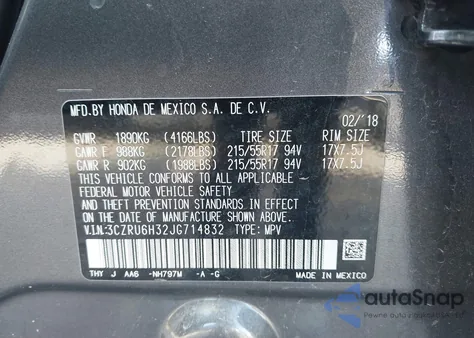 MFD.BY HONDA DE MEXICO S.A. DE C.V.
02/'18
GVWR 1890KG (4166LBS) TIRE SIZE RIM SIZE
GAWR F 988KG (2178LBS) 215/55R17 94V 17X7.5J
GAWR R 902KG (1988LBS) 215/55R17 94V 17X7.5J
THIS VEHICLE CONFORMS TO ALL APPLICABLE
FEDERAL MOTOR VEHICLE SAFETY
AND THEFT PREVENTION STANDARDS
IN EFFECT ON THE DATE OF
MANUFACTURE SHOWN ABOVE.
V.I.N:3CZRU6H32JG714832 TYPE: MPV
THY J AA6 -NH797M -A -G
MADE IN MEXICO
autoSnap
Pewne auto z